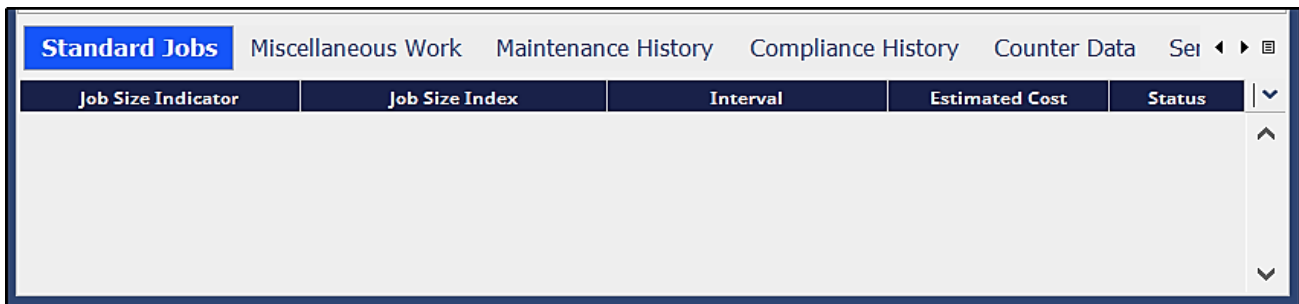 Standard Jobs Miscellaneous Work Maintenance History Compliance History Counter Data Ser
Job Size Indicator Job Size Index Interval Estimated Cost Status